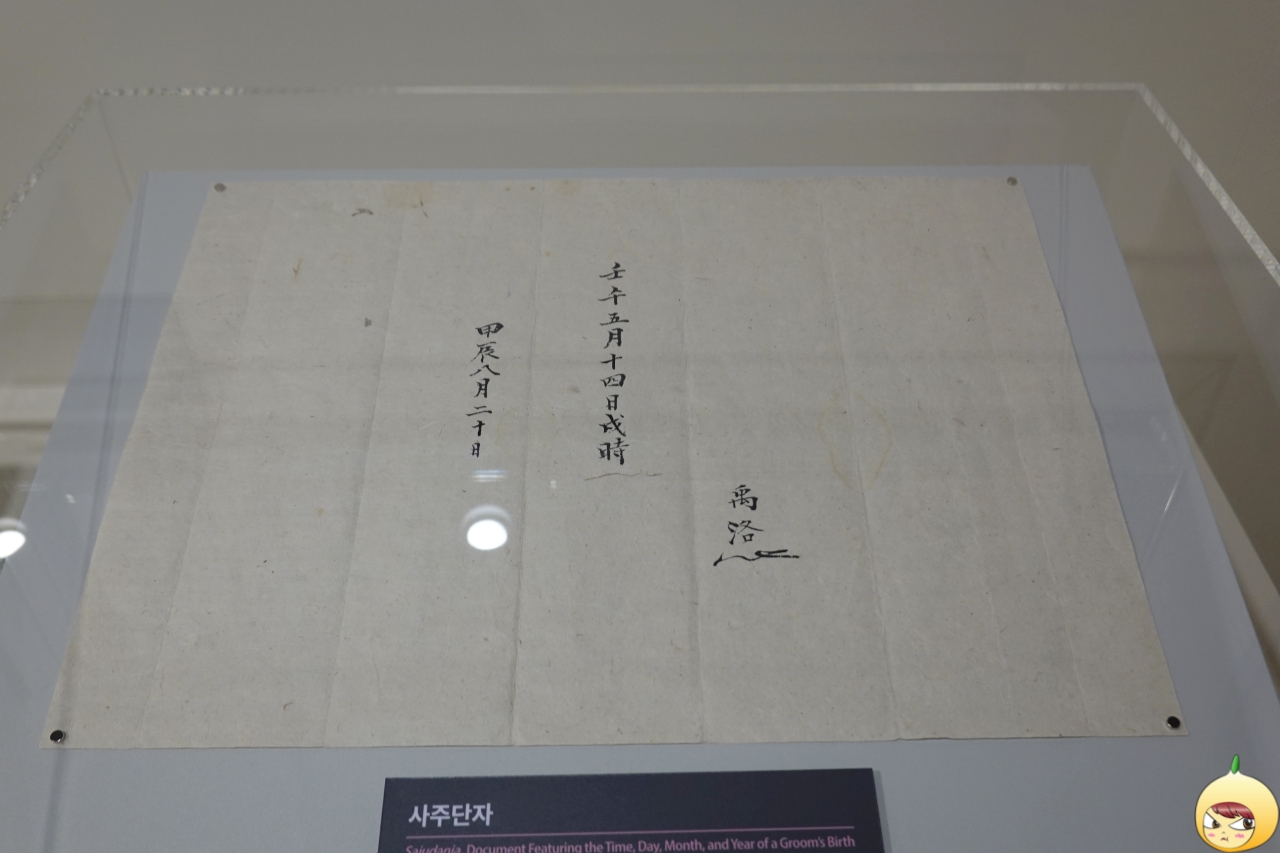 禹洛
壬午五月十四日戌時
甲辰八月二十日
사주단자
Sajudanja, Document Featuring the Time, Day, Month, and Year of a Groom's Birth